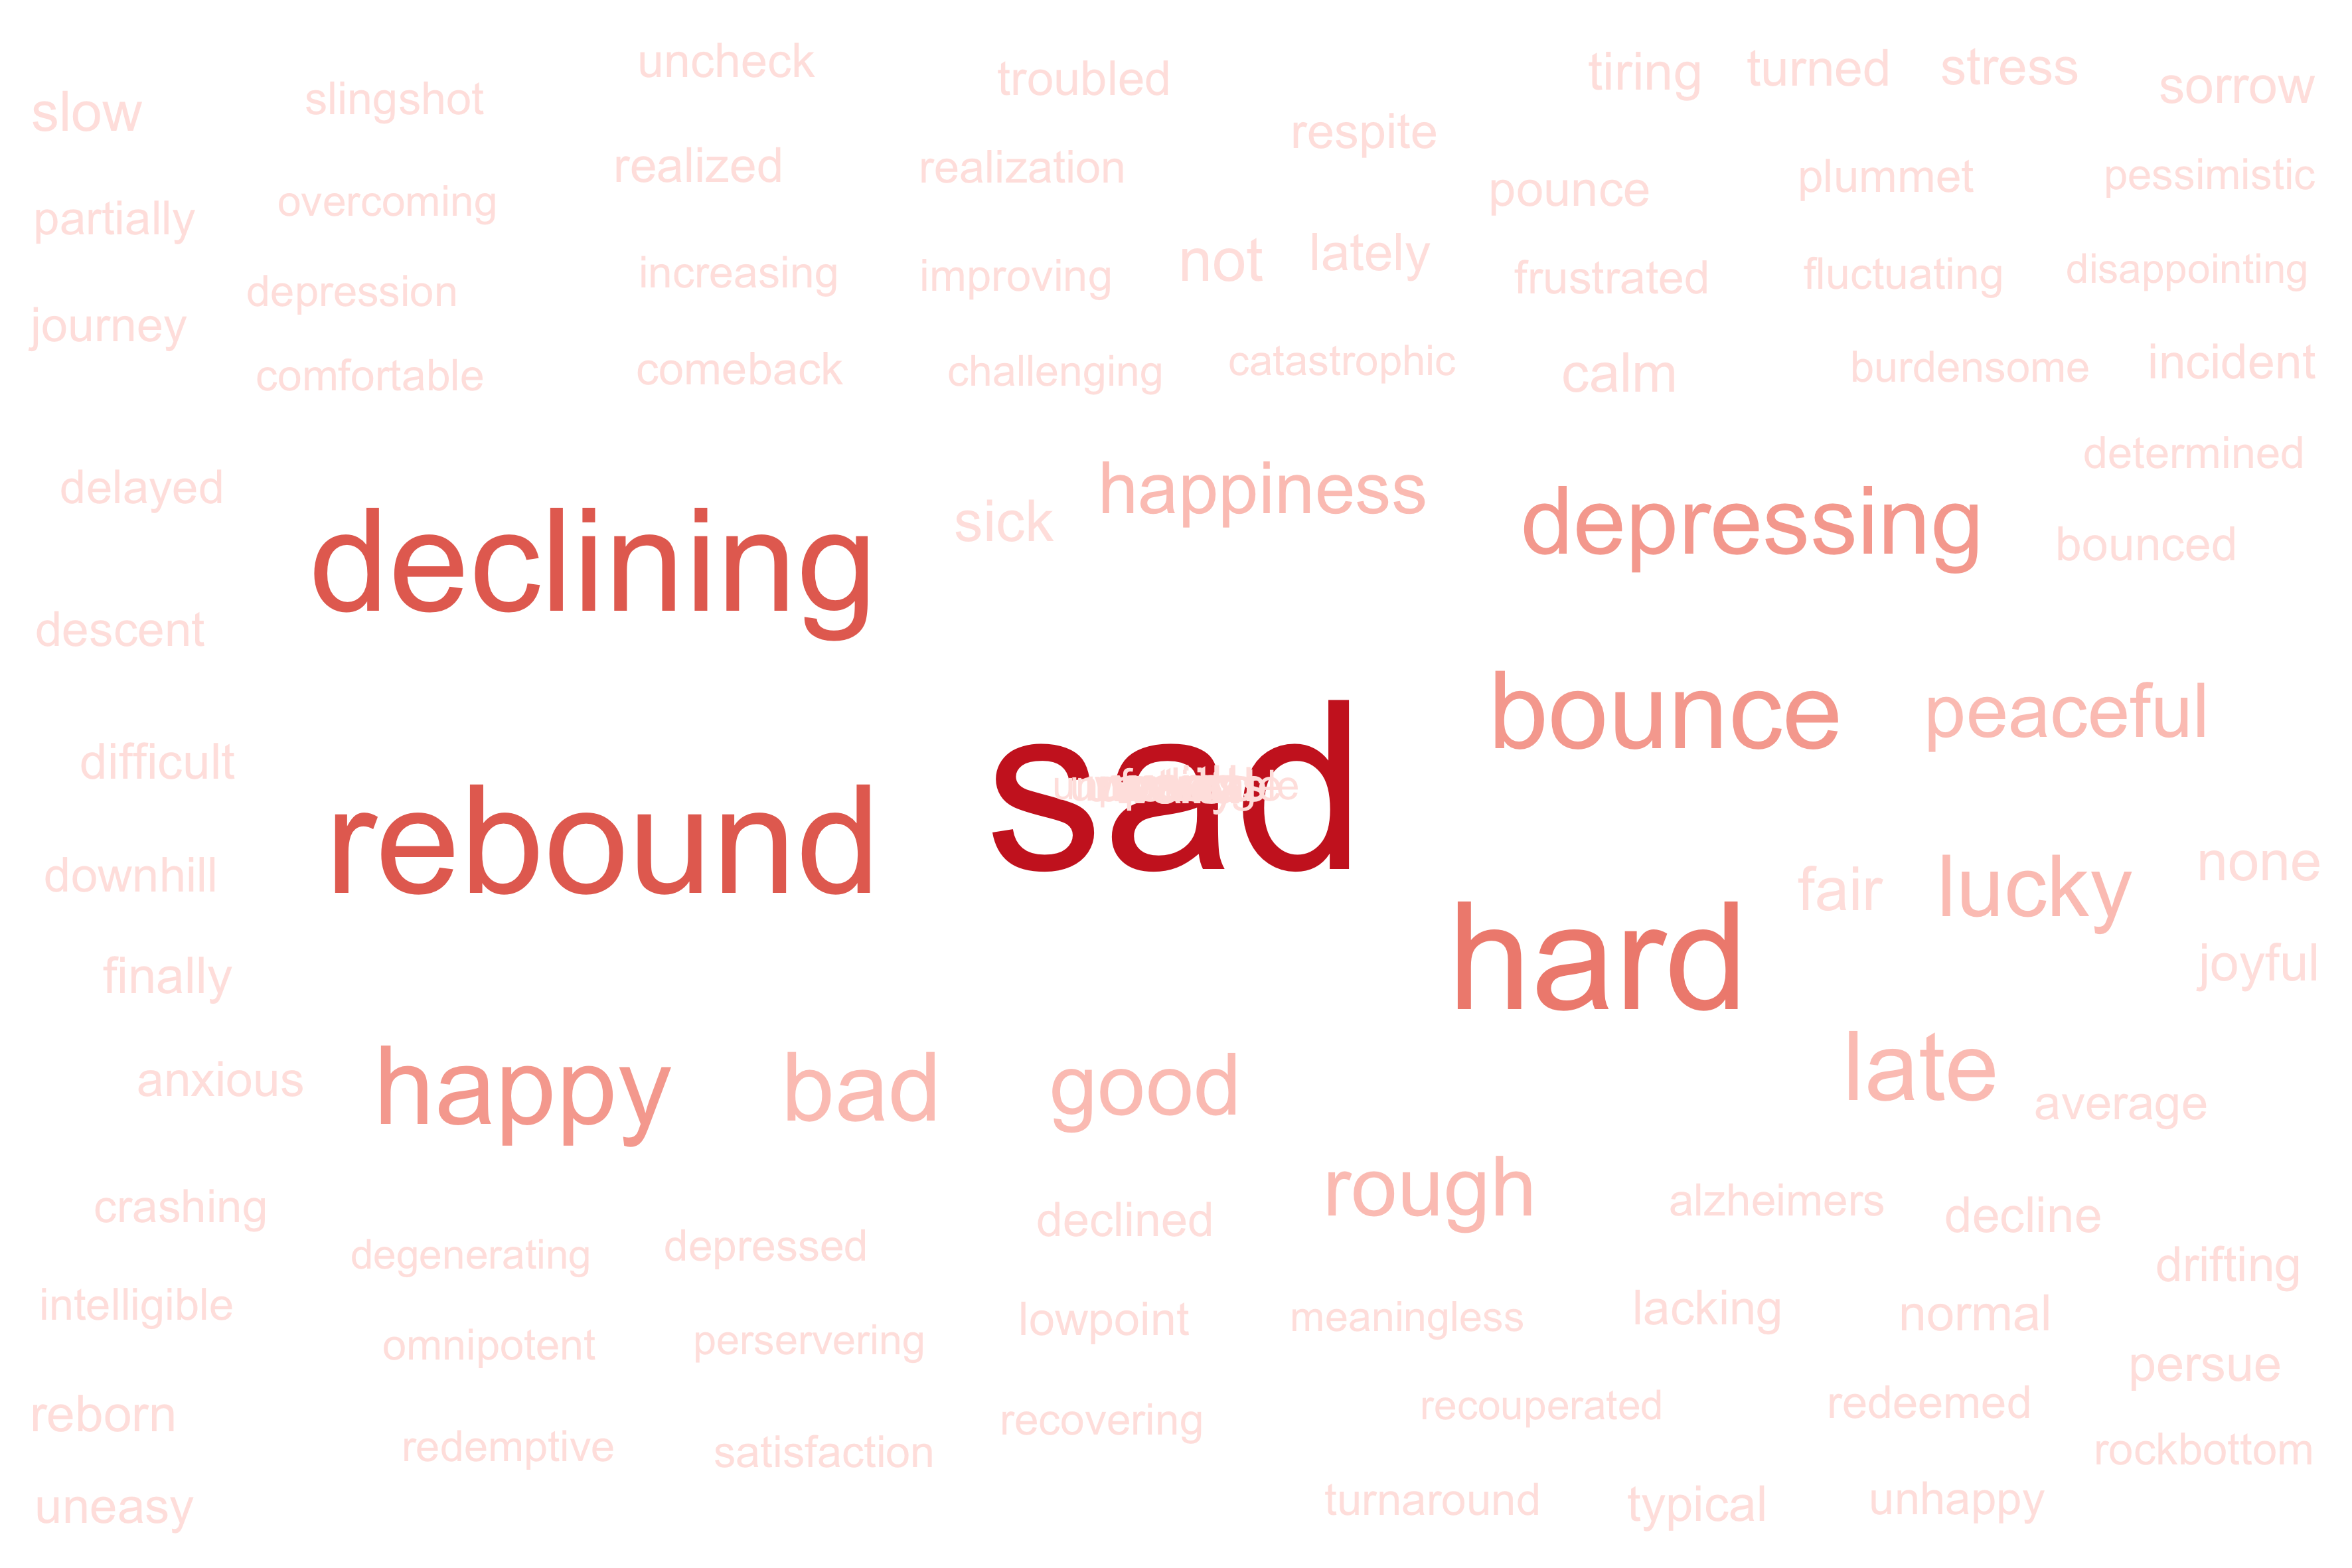 uncheck
troubled
tiring turned stress sorrow
slow slingshot
respite
realized realization
pounce plummet pessimistic
partially overcoming
not lately
depression increasing improving
frustrated fluctuating disappointing
journey
comfortable comeback challenging catastrophic
calm burdensome incident
determined
delayed declining sick happiness depressing
bounced
descent
bounce peaceful
difficult
rebound sad
downhill
fair lucky none
hard
finally
joyful
anxious happy bad good
late average
crashing
rough alzheimers decline
degenerating depressed declined
drifting
intelligible
omnipotent perservering lowpoint meaningless lacking normal
persue
reborn
recovering recouperated redeemed
redemptive satisfaction
rockbottom
uneasy
turnaround typical unhappy